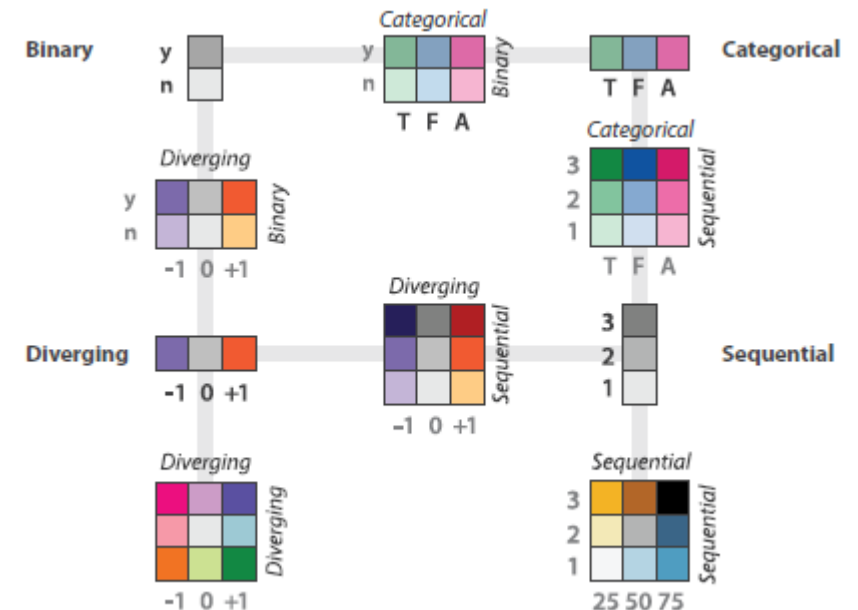 Categorical
Binary y y Binary Categorical
n n
T F A T F A
Categorical
Diverging 3 Sequential
y Binary 2
n 1
-1 0 +1 T F A
Diverging
3
Diverging Sequential 2 Sequential
-1 0 +1 1
-1 0 +1
Diverging Sequential
Diverging 3 Sequential
2
1
-1 0 +1 25 50 75